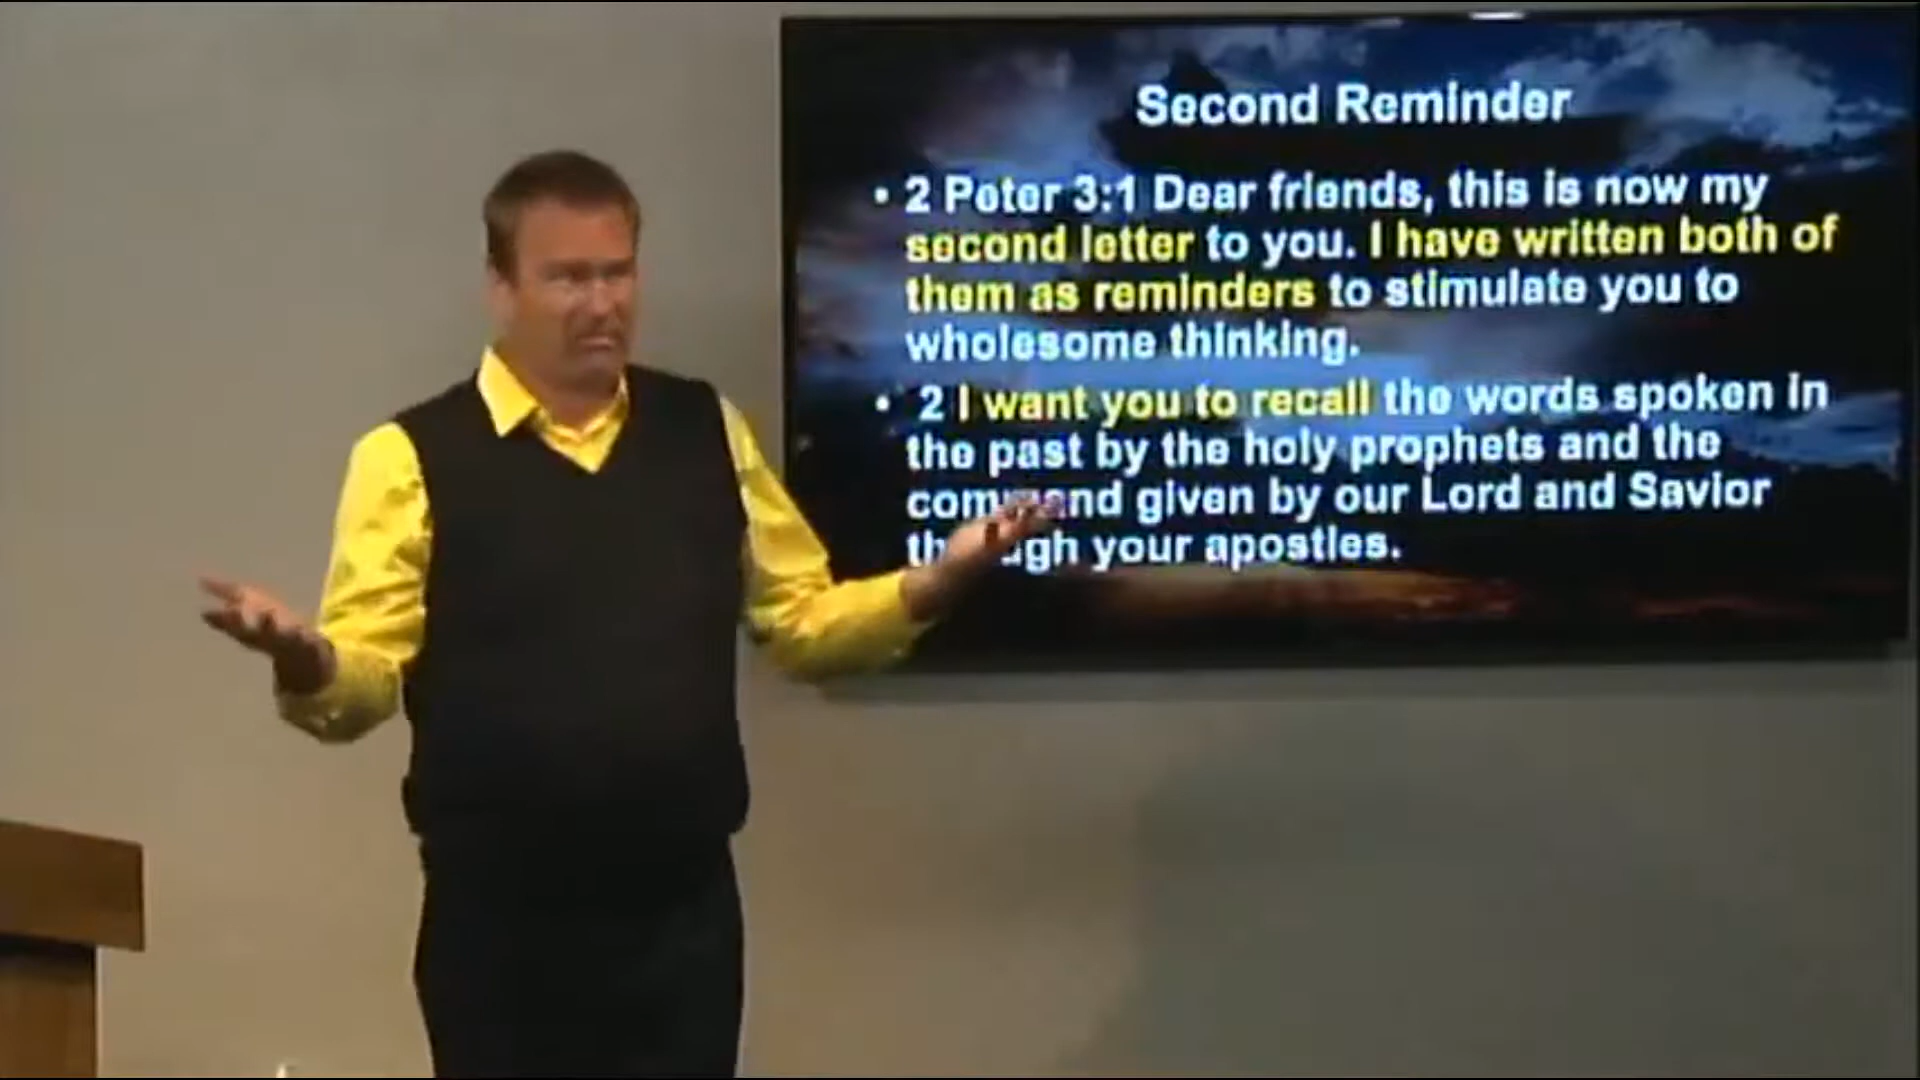 Second Reminder
• 2 Peter 3:1 Dear friends, this is now my
second letter to you. I have written both of
them as reminders to stimulate you to
wholesome thinking.
• 2 I want you to recall the words spoken in
the past by the holy prophets and the
command given by our Lord and Savior
through your apostles.